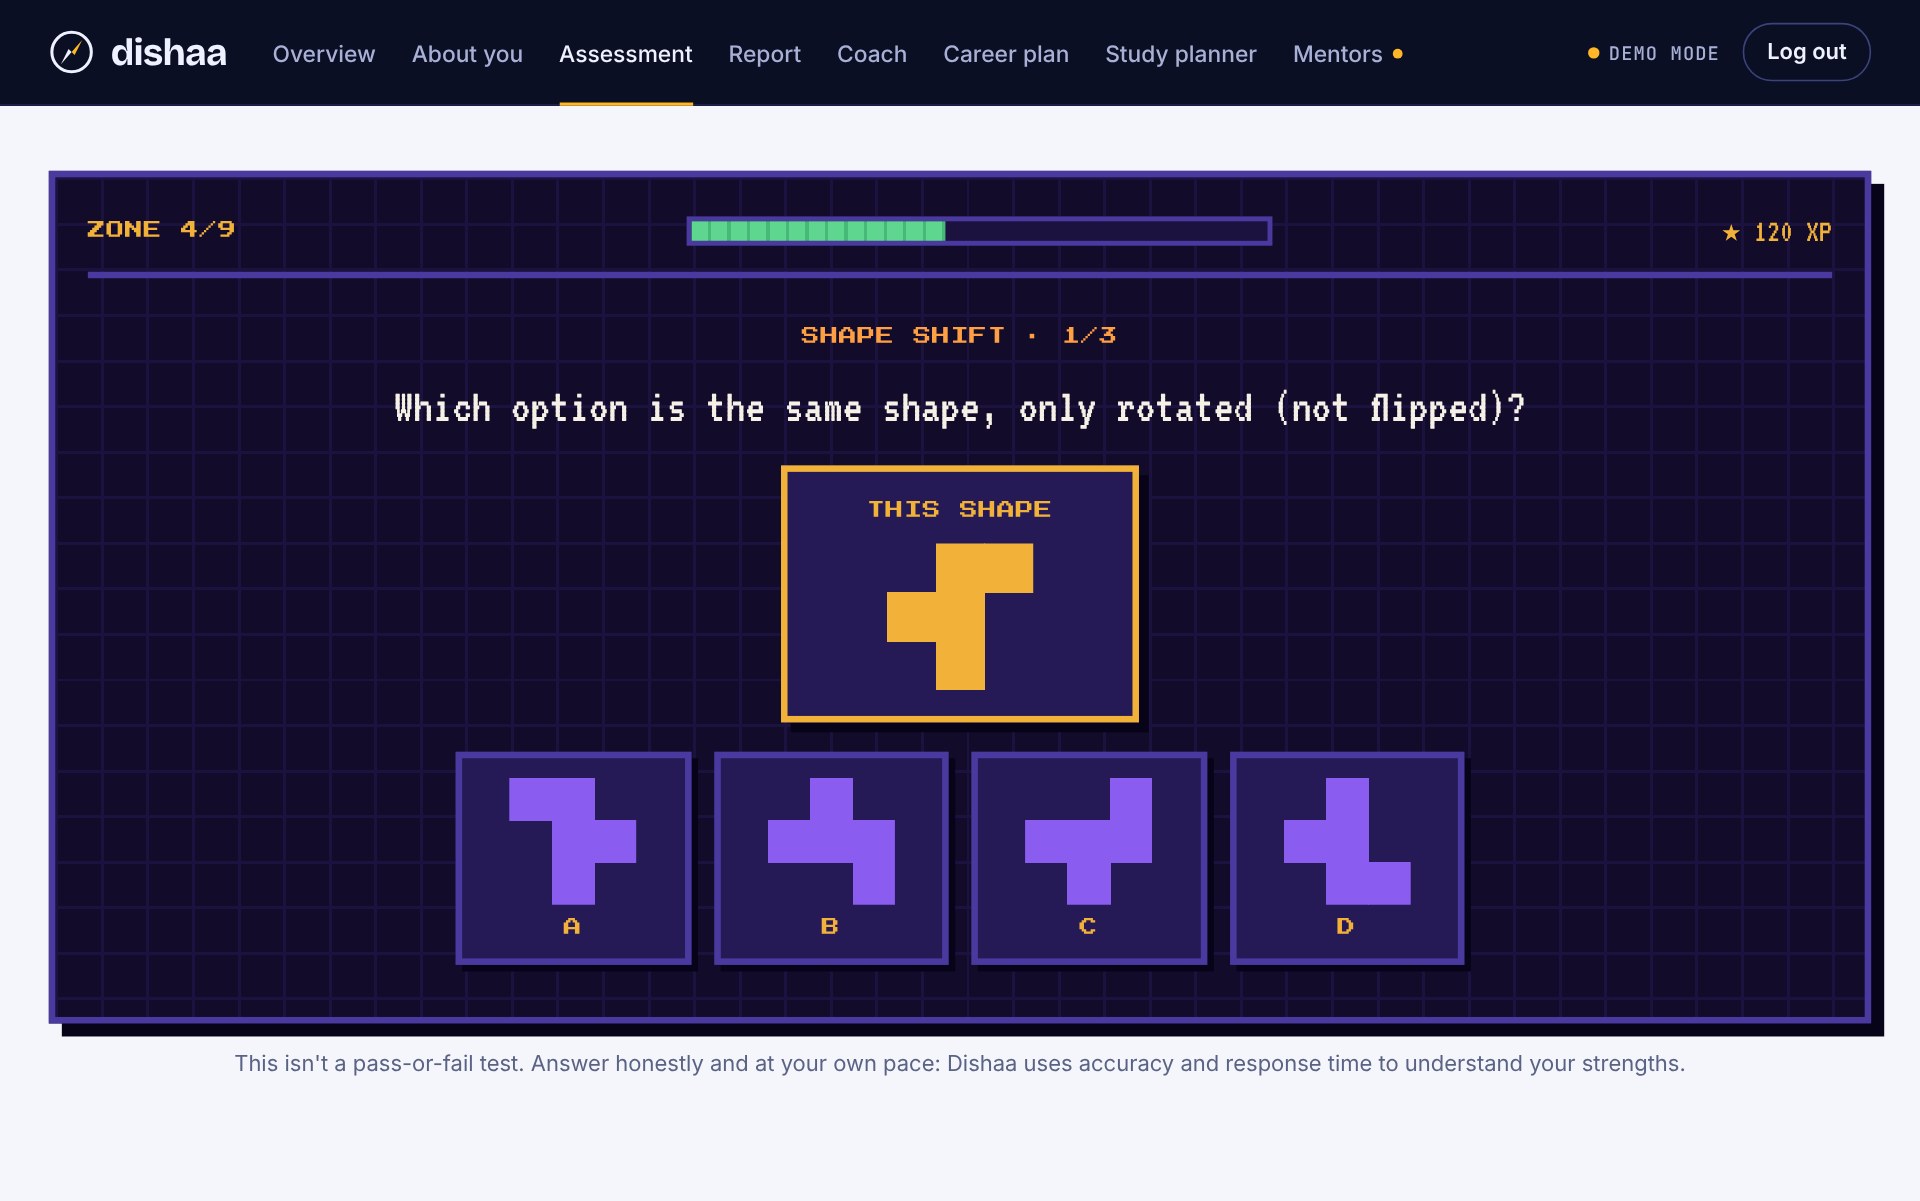 dishaa Overview About you Assessment Report Coach Career plan Study planner Mentors DEMO MODE Log out
ZONE 4/9 ★ 120 XP
SHAPE SHIFT · 1/3
Which option is the same shape, only rotated (not flipped)?
THIS SHAPE
A B C D
This isn't a pass-or-fail test. Answer honestly and at your own pace: Dishaa uses accuracy and response time to understand your strengths.